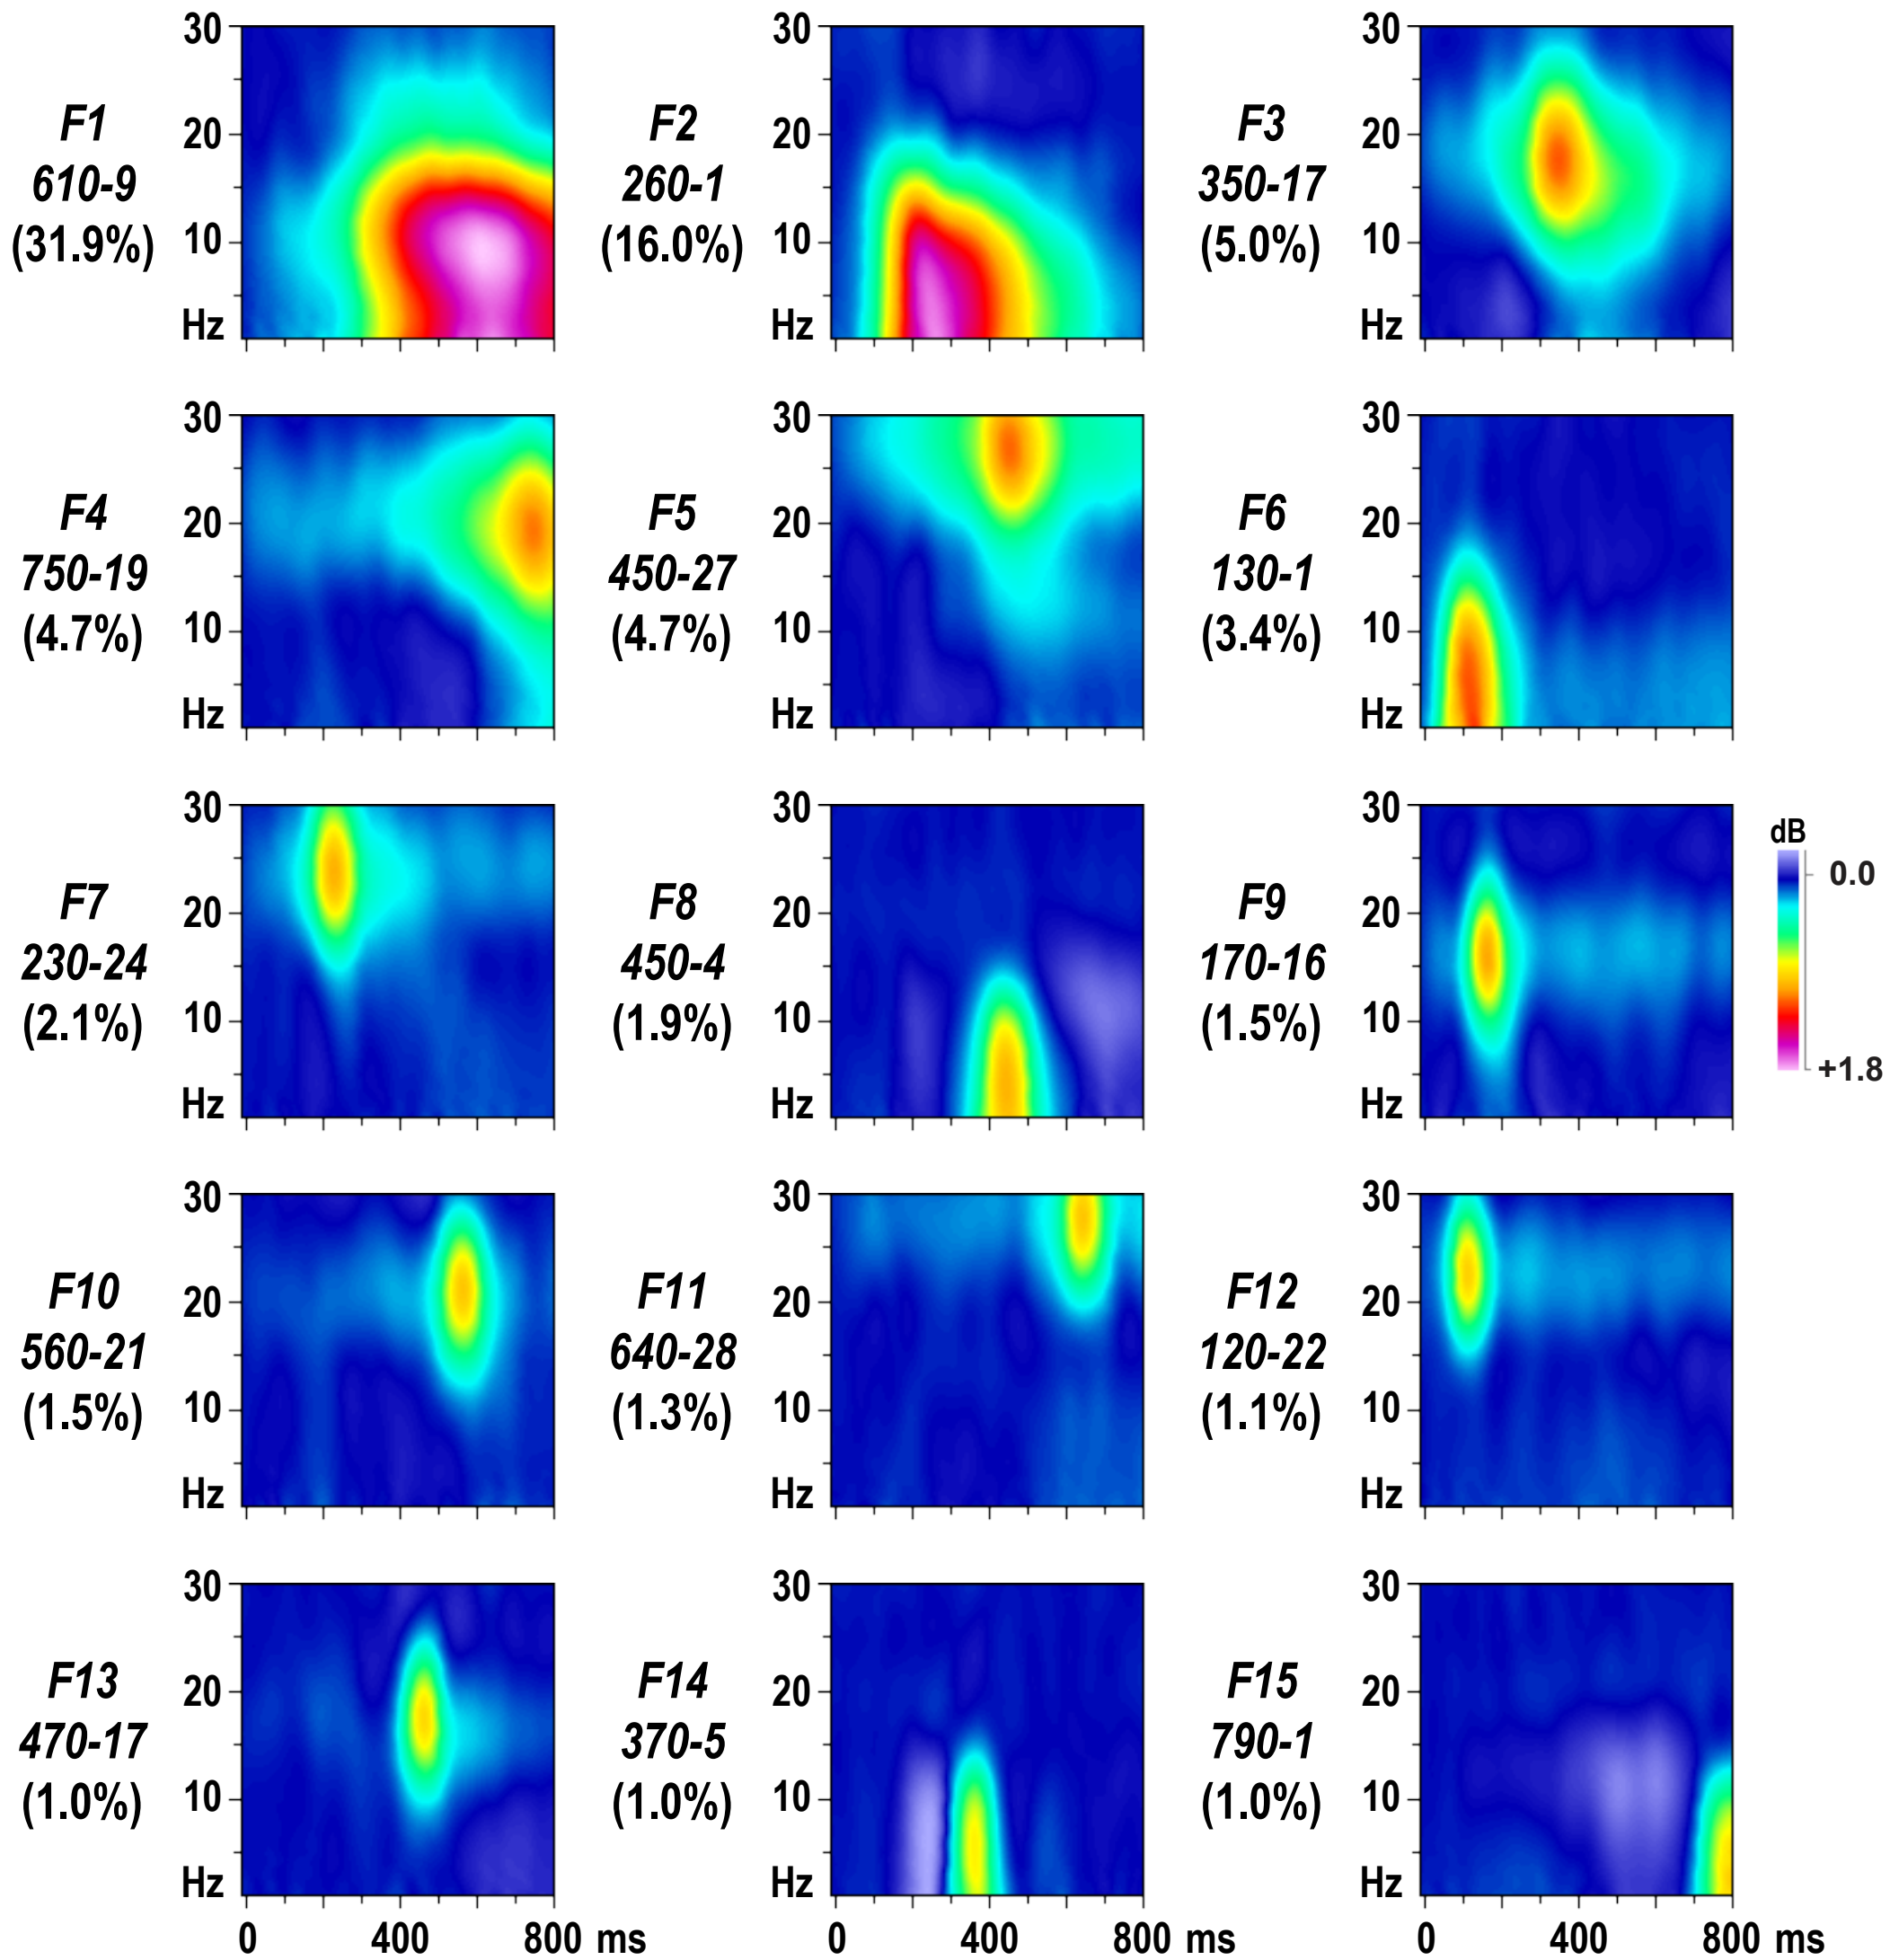 30
20
10
Hz
F1
610-9
(31.9%)
30
20
10
Hz
F2
260-1
(16.0%)
30
20
10
Hz
F3
350-17
(5.0%)
30
20
10
Hz
F4
750-19
(4.7%)
30
20
10
Hz
F5
450-27
(4.7%)
30
20
10
Hz
F6
130-1
(3.4%)
30
20
10
Hz
F7
230-24
(2.1%)
30
20
10
Hz
F8
450-4
(1.9%)
30
20
10
Hz
F9
170-16
(1.5%)
dB
0.0
+1.8
30
20
10
Hz
F10
560-21
(1.5%)
30
20
10
Hz
F11
640-28
(1.3%)
30
20
10
Hz
F12
120-22
(1.1%)
30
20
10
Hz
F13
470-17
(1.0%)
0 400 800 ms
30
20
10
Hz
F14
370-5
(1.0%)
0 400 800 ms
30
20
10
Hz
F15
790-1
(1.0%)
0 400 800 ms